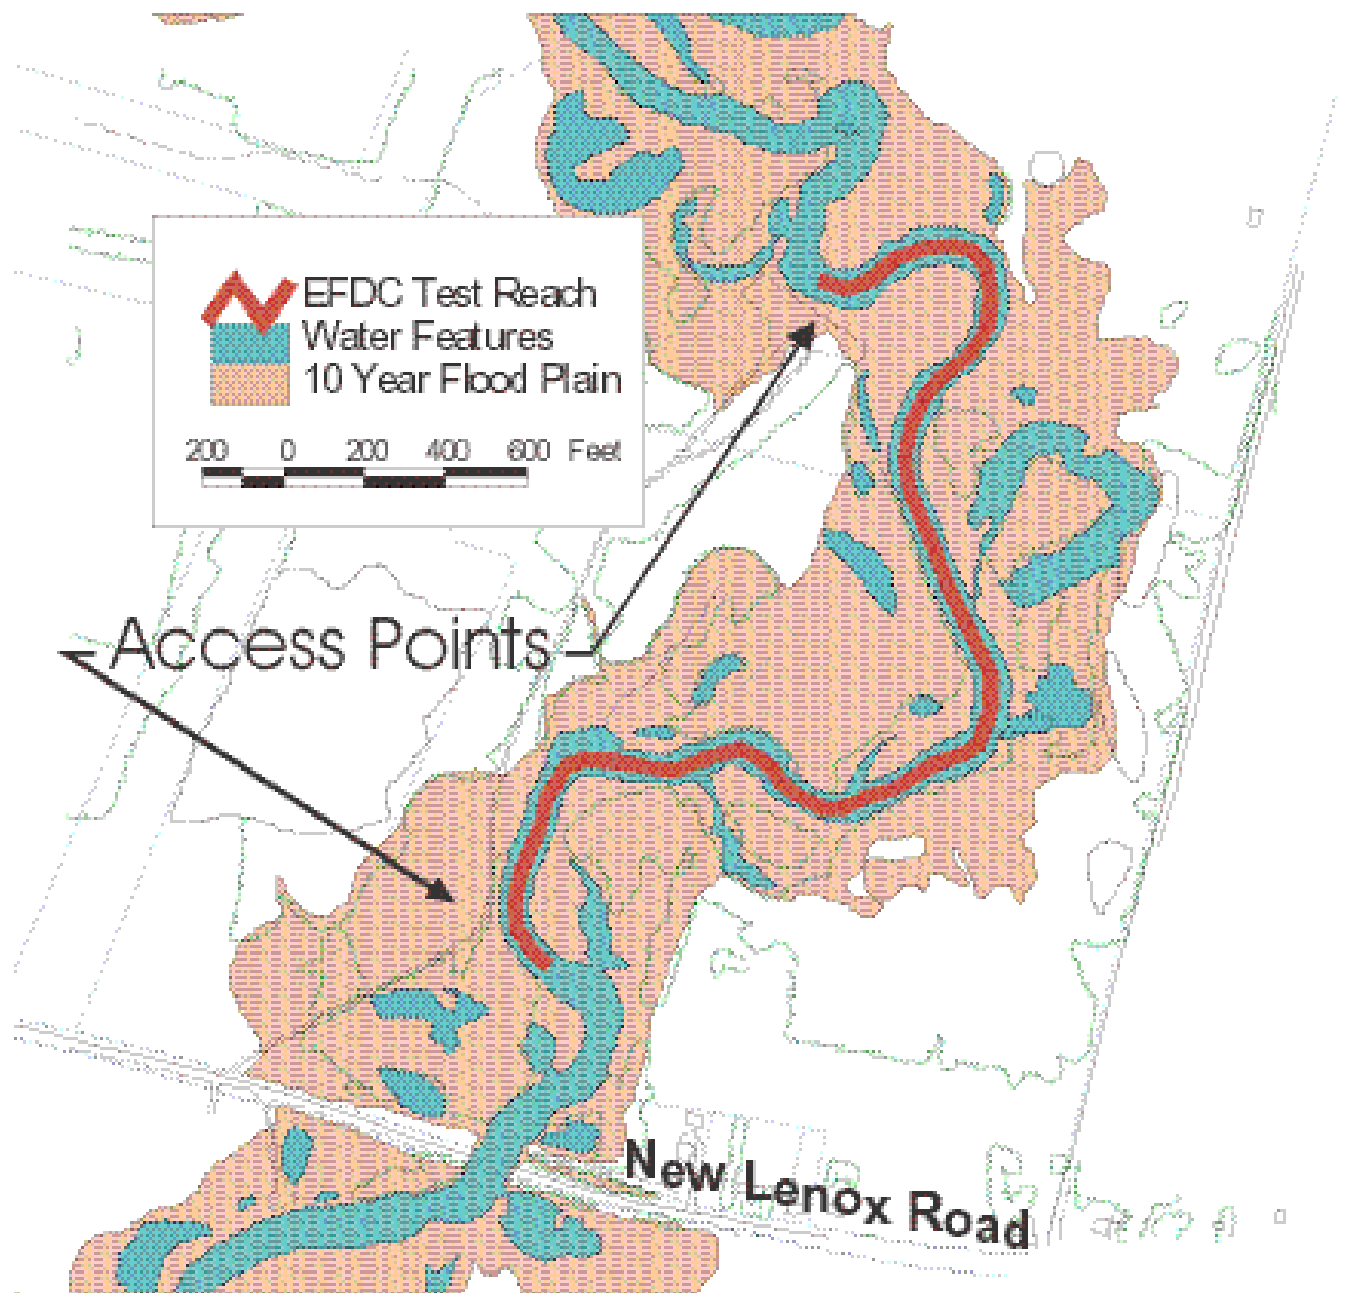 EFDC Test Reach
Water Features
10 Year Flood Plain
200 0 200 400 600 Feet
Access Points
New Lenox Road